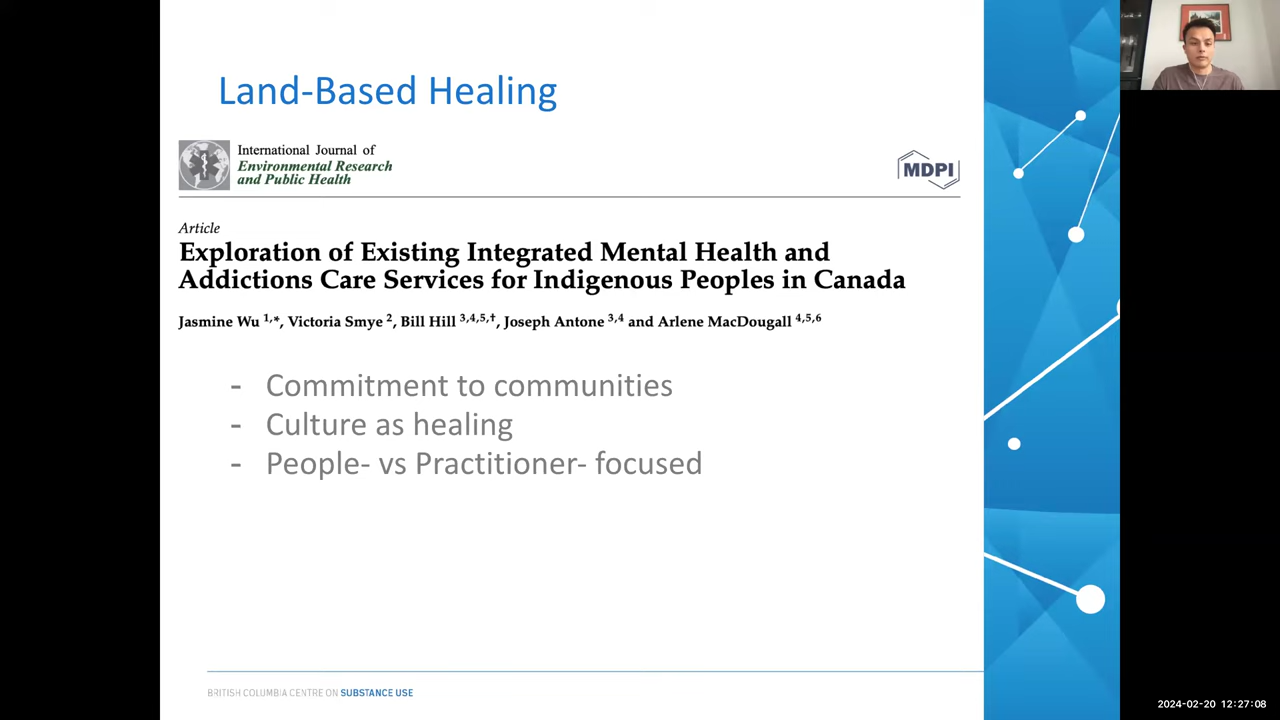 Land-Based Healing
International Journal of
Environmental Research
and Public Health
MDPI
Article
Exploration of Existing Integrated Mental Health and
Addictions Care Services for Indigenous Peoples in Canada
Jasmine Wu 1,*, Victoria Smye 2, Bill Hill 3,4,5,†, Joseph Antone 3,4 and Arlene MacDougall 4,5,6
- Commitment to communities
- Culture as healing
- People- vs Practitioner- focused
BRITISH COLUMBIA CENTRE ON SUBSTANCE USE
2024-02-20 12:27:08